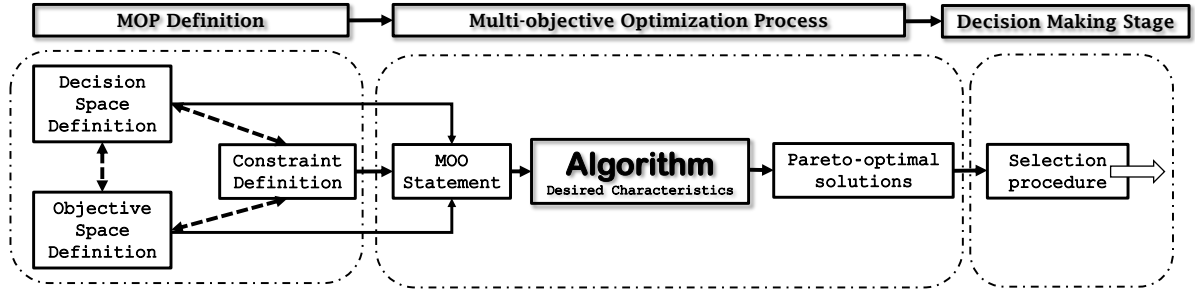 MOP Definition
Multi-objective Optimization Process
Decision Making Stage
Decision
Space
Definition
Objective
Space
Definition
Constraint
Definition
MOO
Statement
Algorithm
Desired Characteristics
Pareto-optimal
solutions
Selection
procedure